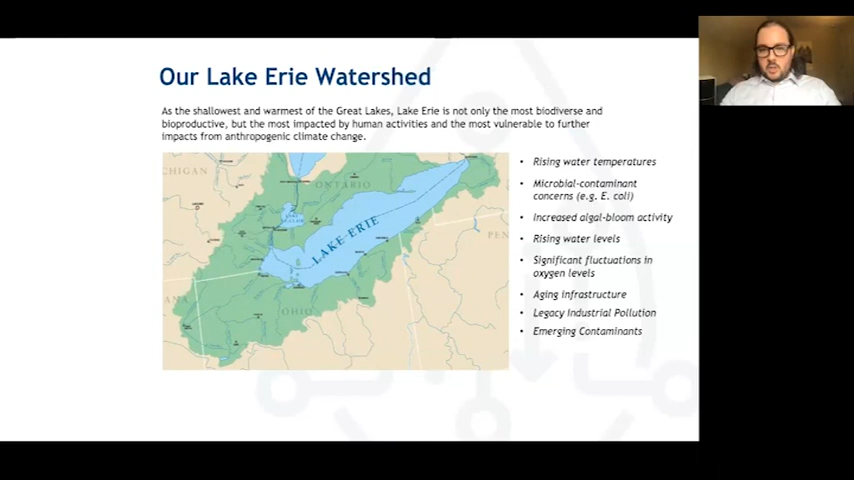 Our Lake Erie Watershed
As the shallowest and warmest of the Great Lakes, Lake Erie is not only the most biodiverse and
bioproductive, but the most impacted by human activities and the most vulnerable to further
impacts from anthropogenic climate change.
CHIGAN
ONTARIO
LAKE ERIE
PEN
ANA
OHIO
• Rising water temperatures
• Microbial-contaminant
concerns (e.g. E. coli)
• Increased algal-bloom activity
• Rising water levels
• Significant fluctuations in
oxygen levels
• Aging infrastructure
• Legacy Industrial Pollution
• Emerging Contaminants